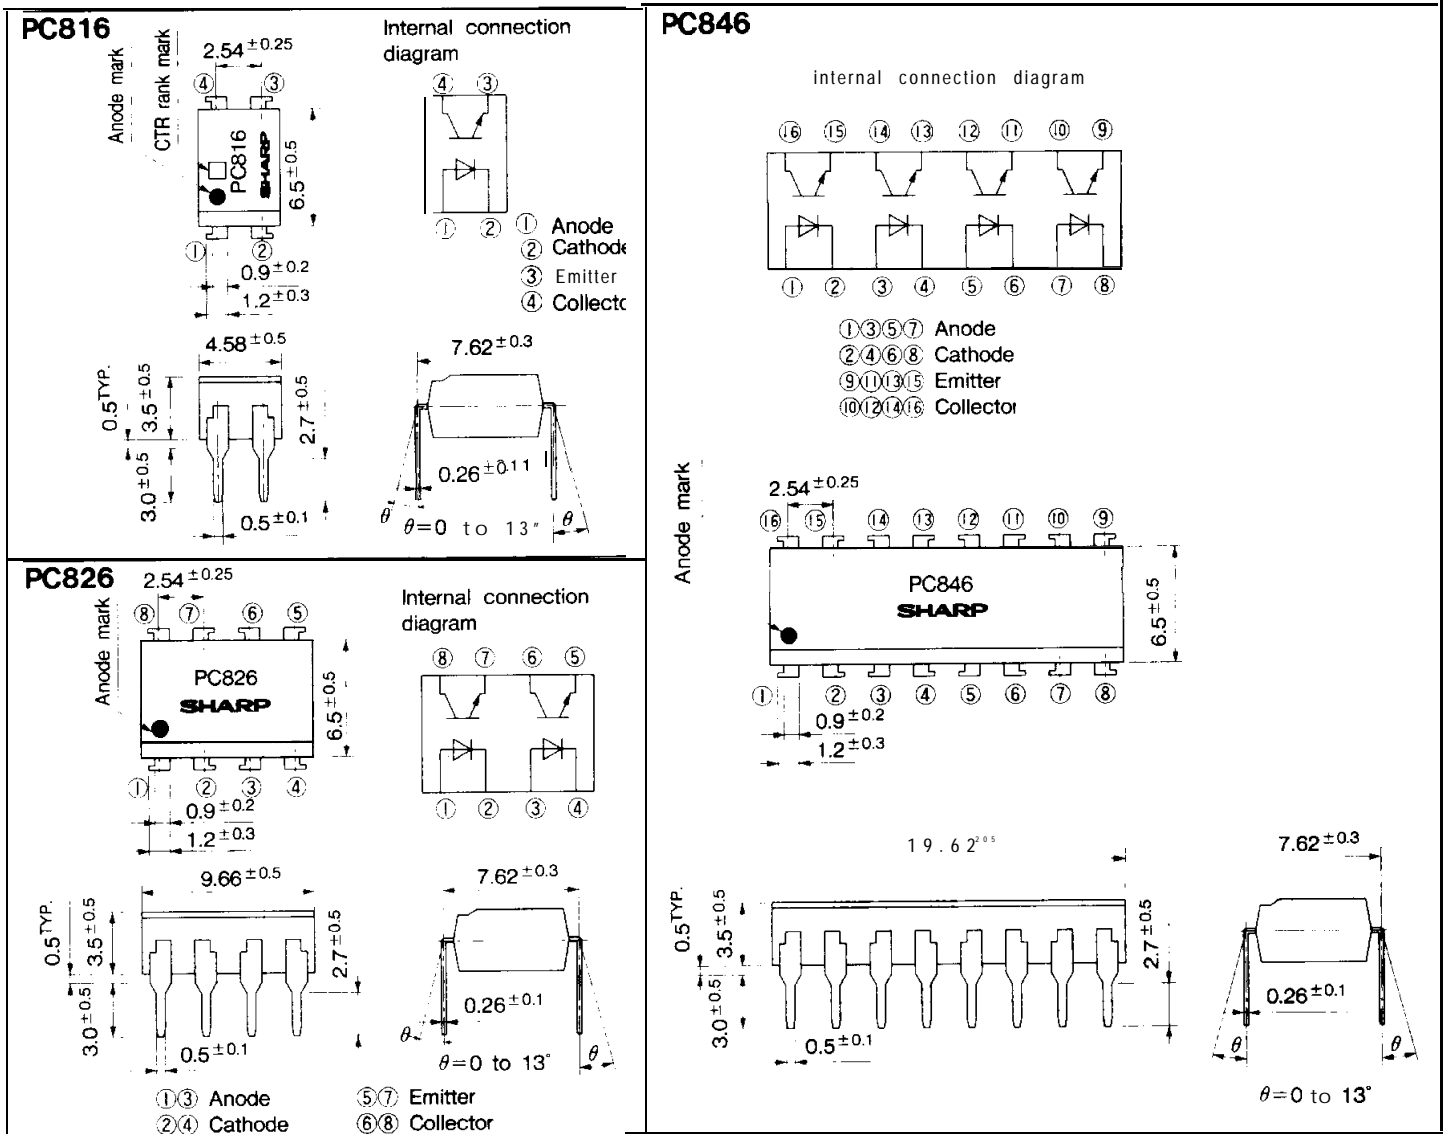 PC816
Anode mark
CTR rank mark
2.54 ±0.25
④ ③
PC816
SHARP
6.5 ±0.5
① ②
0.9 ±0.2
1.2 ±0.3
Internal connection
diagram
④ ③
① ②
① Anode
② Cathode
③ Emitter
④ Collecto
4.58 ±0.5
0.5 TYP.
3.5 ±0.5
2.7 ±0.5
3.0 ±0.5
0.5 ±0.1
7.62 ±0.3
0.26 ±0.11
θ
θ=0 to 13"
θ
PC826
Anode mark
2.54 ±0.25
⑧ ⑦ ⑥ ⑤
PC826
SHARP
6.5 ±0.5
① ② ③ ④
0.9 ±0.2
1.2 ±0.3
Internal connection
diagram
⑧ ⑦ ⑥ ⑤
① ② ③ ④
9.66 ±0.5
0.5 TYP.
3.5 ±0.5
2.7 ±0.5
3.0 ±0.5
0.5 ±0.1
7.62 ±0.3
0.26 ±0.1
θ
θ=0 to 13°
θ
①③ Anode
②④ Cathode
⑤⑦ Emitter
⑥⑧ Collector
PC846
internal connection diagram
⑯ ⑮ ⑭ ⑬ ⑫ ⑪ ⑩ ⑨
① ② ③ ④ ⑤ ⑥ ⑦ ⑧
①③⑤⑦ Anode
②④⑥⑧ Cathode
⑨⑪⑬⑮ Emitter
⑩⑫⑭⑯ Collector
Anode mark
2.54 ±0.25
⑯ ⑮ ⑭ ⑬ ⑫ ⑪ ⑩ ⑨
PC846
SHARP
6.5 ±0.5
① ② ③ ④ ⑤ ⑥ ⑦ ⑧
0.9 ±0.2
1.2 ±0.3
19.62 205
0.5 TYP.
3.5 ±0.5
2.7 ±0.5
3.0 ±0.5
0.5 ±0.1
7.62 ±0.3
0.26 ±0.1
θ
θ
θ=0 to 13°